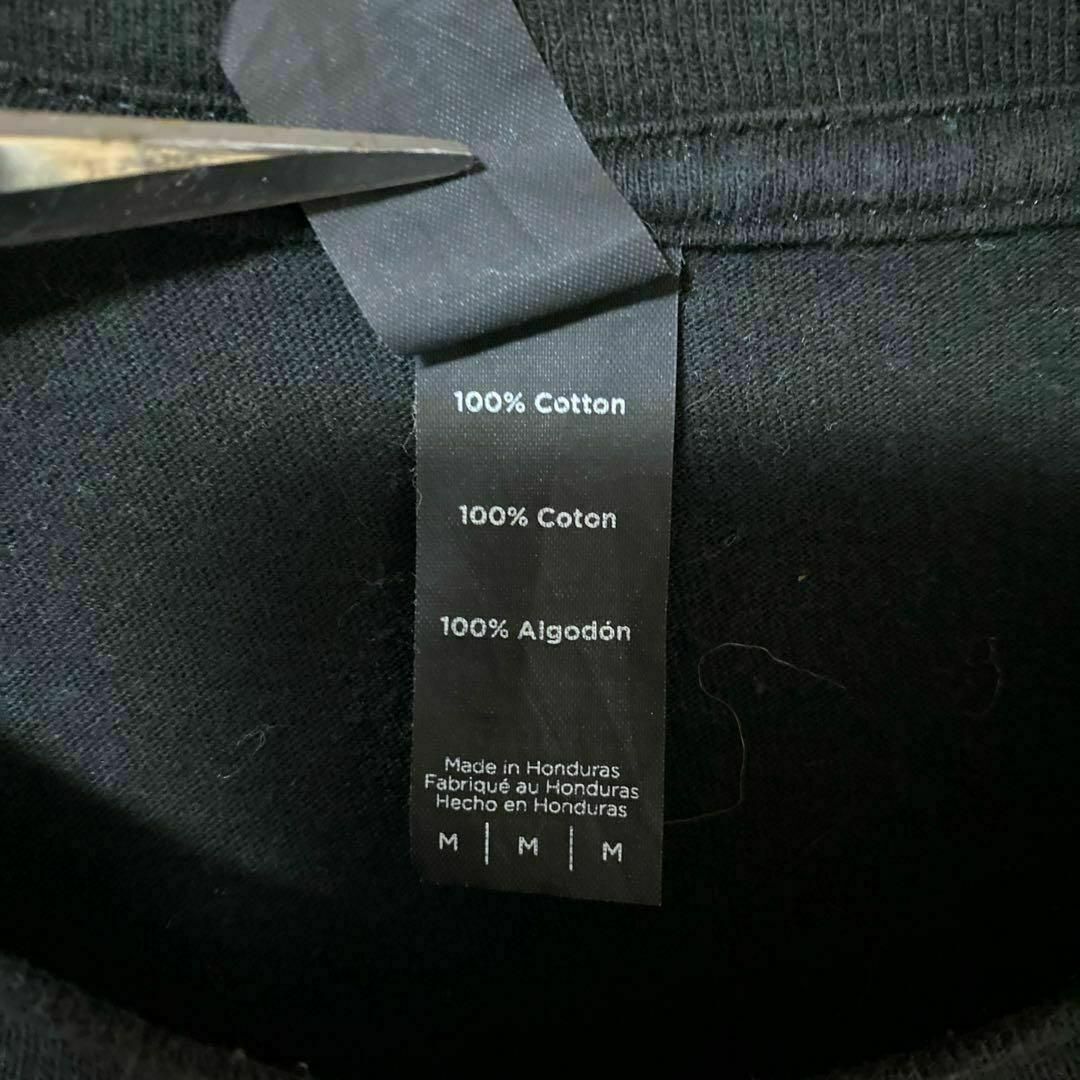 100% Cotton
100% Coton
100% Algodón
Made in Honduras
Fabriqué au Honduras
Hecho en Honduras
M | M | M